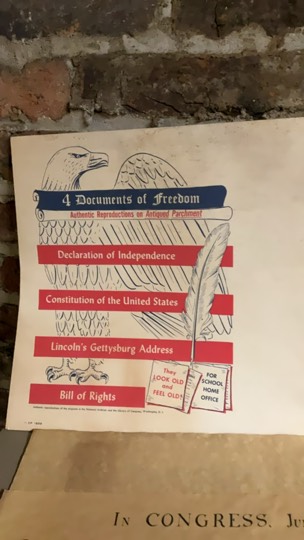 4 Documents of Freedom
Authentic Reproductions on Antiqued Parchment
Declaration of Independence
Constitution of the United States
Lincoln's Gettysburg Address
Bill of Rights
They
LOOK OLD
and
FEEL OLD!
FOR
SCHOOL
HOME
OFFICE
IN CONGRESS,